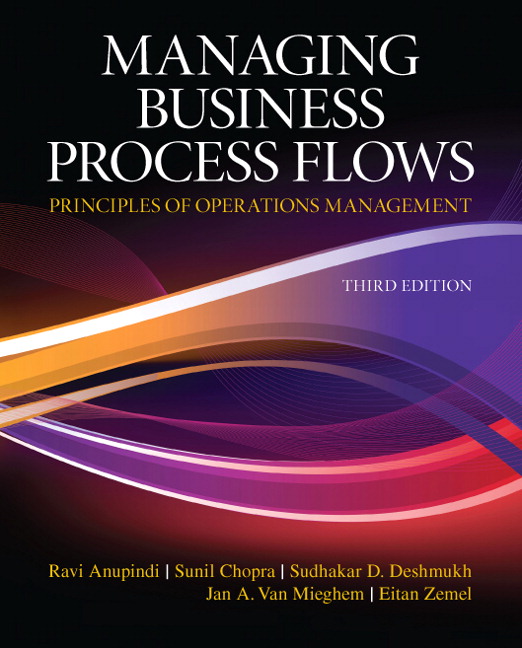 MANAGING
BUSINESS
PROCESS FLOWS
PRINCIPLES OF OPERATIONS MANAGEMENT
THIRD EDITION
Ravi Anupindi | Sunil Chopra | Sudhakar D. Deshmukh
Jan A. Van Mieghem | Eitan Zemel